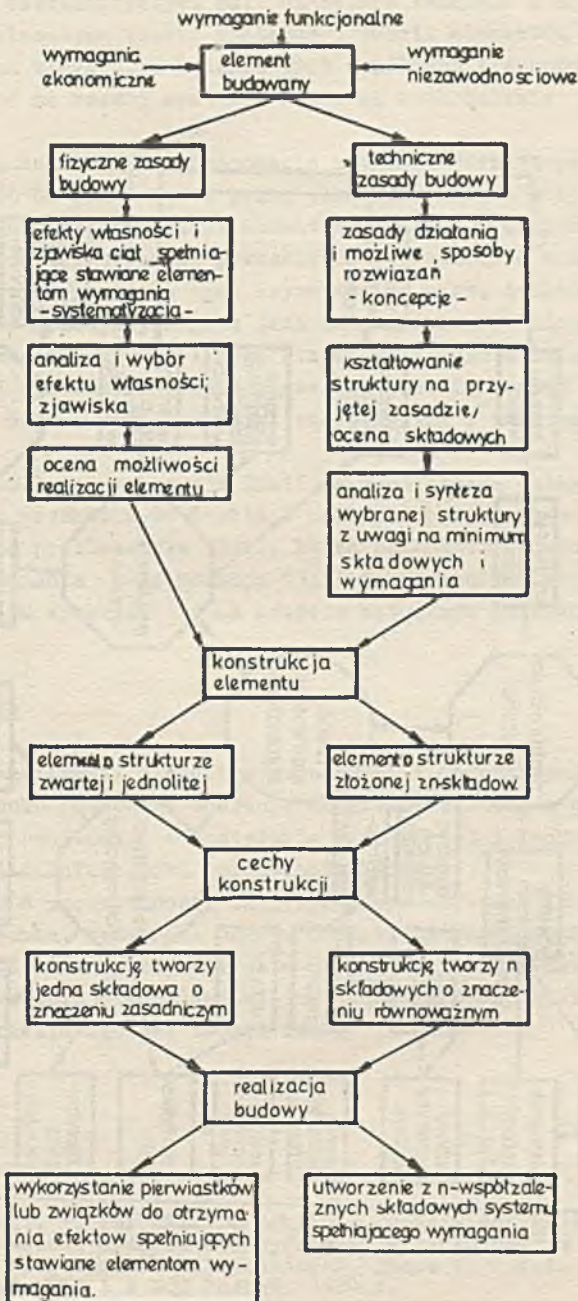 wymaganie funkcjonalne
wymagania
ekonomiczne
element
budowany
wymaganie
niezawodnościowe
fizyczne zasady
budowy
techniczne
zasady budowy
efekty własności i
zjawiska ciał spełnia-
jące stawiane elemen-
tom wymagania
-systematyzacja-
zasady działania
i możliwe sposoby
rozwiązań
- koncepcje -
analiza i wybór
efektu własności;
zjawiska
kształtowanie
struktury na przy-
jętej zasadzie,
ocena składowych
ocena możliwości
realizacji elementu
analiza i synteza
wybranej struktury
z uwagi na minimum
składowych i
wymagania
konstrukcja
elementu
element o strukturze
zwartej i jednolitej
element o strukturze
złożonej z n-składow.
cechy
konstrukcji
konstrukcję tworzy
jedna składowa o
znaczeniu zasadniczym
konstrukcję tworzy n
składowych o znacze-
niu równoważnym
realizacja
budowy
wykorzystanie pierwiastków
lub związków do otrzyma
nia efektow spełniających
stawiane elementom wy-
magania.
utworzenie z n-współzale-
żnych składowych systemu
spełniajacego wymagania